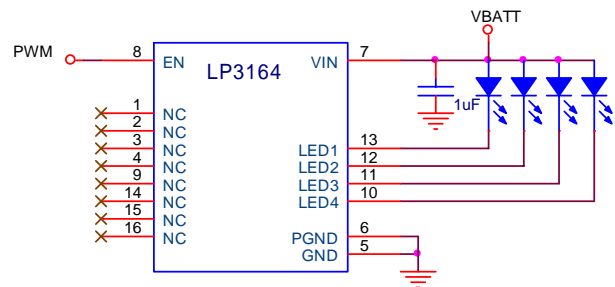 VBATT
PWM 8 EN LP3164 VIN 7
1uF
1 NC
2 NC
3 NC LED1 13
4 NC LED2 12
9 NC LED3 11
14 NC LED4 10
15 NC
16 NC PGND 6
GND 5